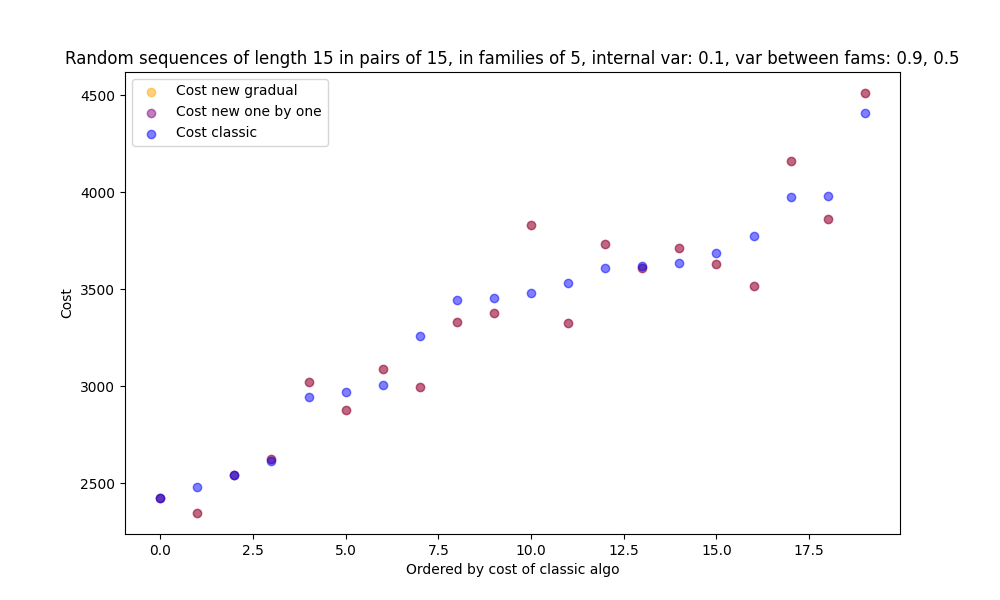 Random sequences of length 15 in pairs of 15, in families of 5, internal var: 0.1, var between fams: 0.9, 0.5
Cost new gradual
Cost new one by one
Cost classic
4500
4000
3500
3000
2500
Cost
0.0 2.5 5.0 7.5 10.0 12.5 15.0 17.5
Ordered by cost of classic algo